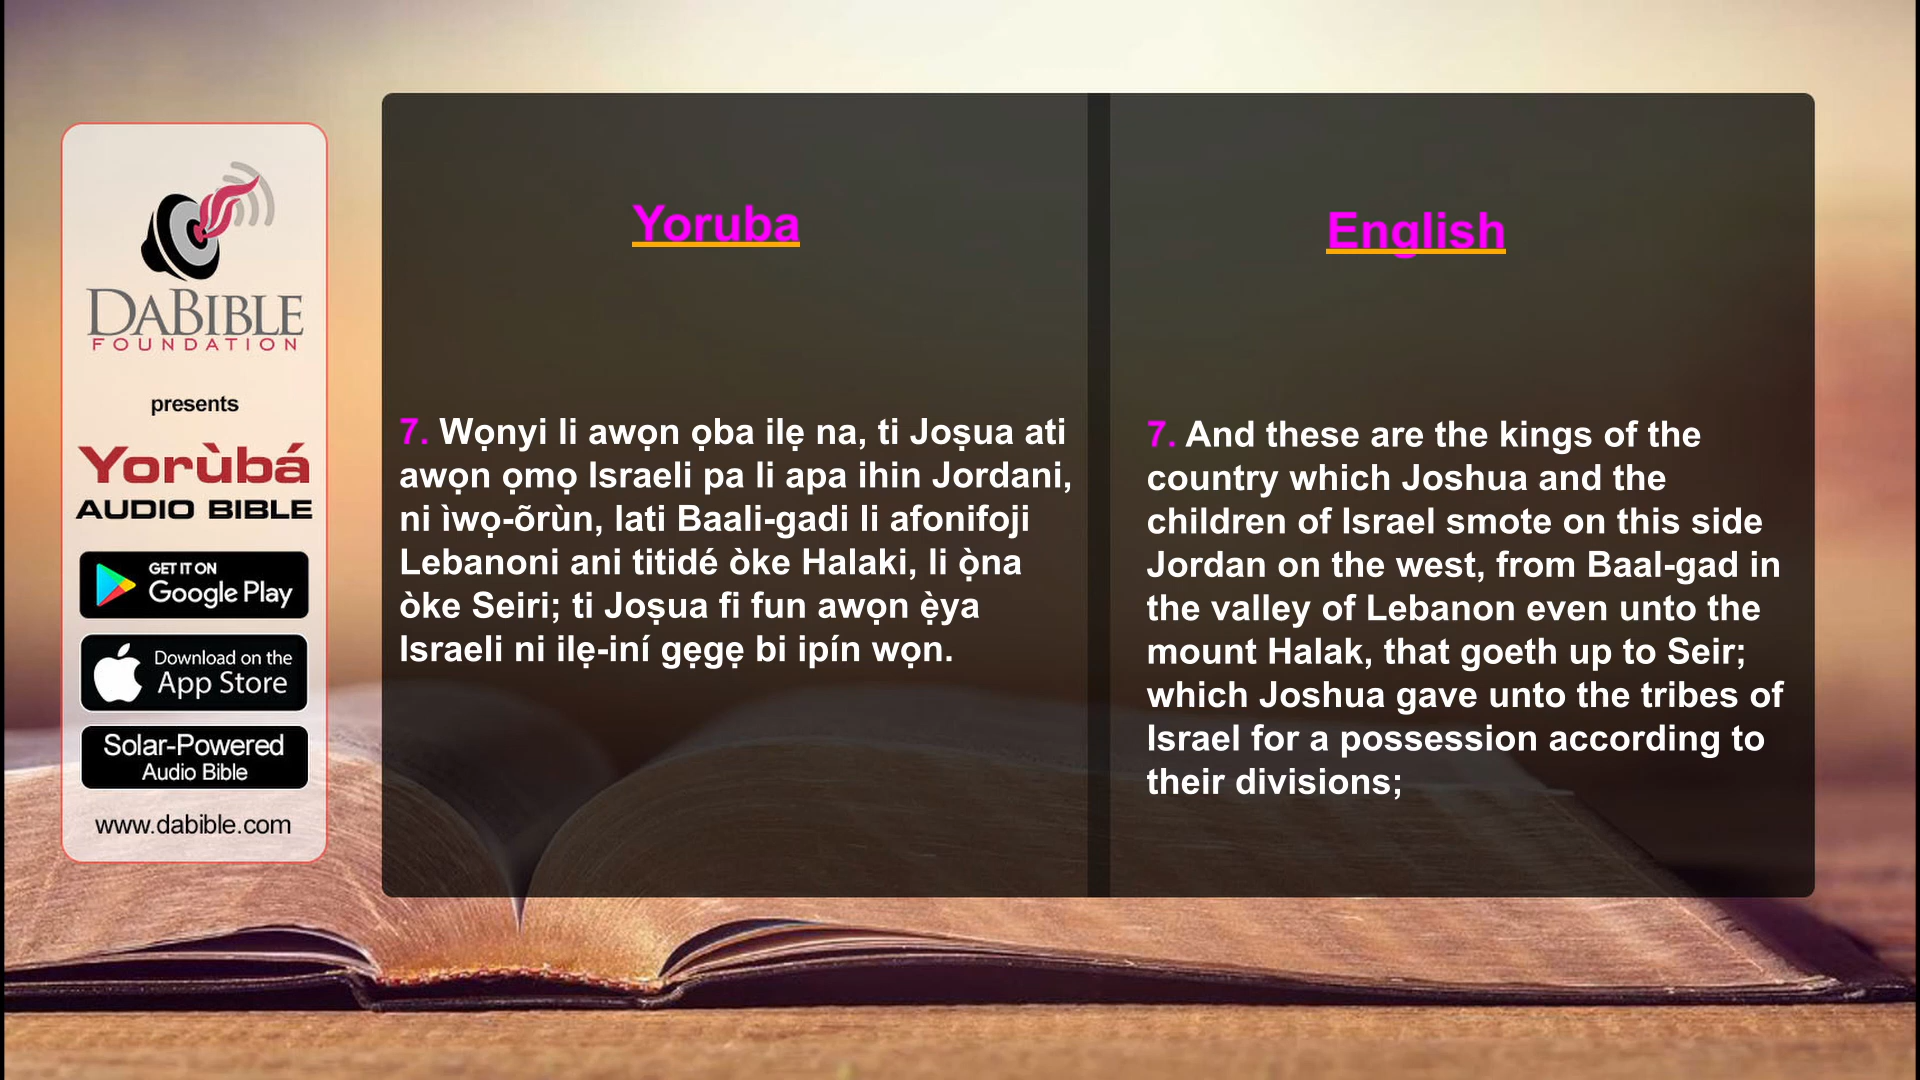 DABIBLE
FOUNDATION
presents
Yorùbá
AUDIO BIBLE
GET IT ON
Google Play
Download on the
App Store
Solar-Powered
Audio Bible
www.dabible.com
Yoruba
7. Wọnyi li awọn ọba ilẹ na, ti Joṣua ati
awọn ọmọ Israeli pa li apa ihin Jordani,
ni ìwọ-õrùn, lati Baali-gadi li afonifoji
Lebanoni ani titidé òke Halaki, li ọ̀na
òke Seiri; ti Joṣua fi fun awọn ẹ̀ya
Israeli ni ilẹ-iní gẹgẹ bi ipín wọn.
English
7. And these are the kings of the
country which Joshua and the
children of Israel smote on this side
Jordan on the west, from Baal-gad in
the valley of Lebanon even unto the
mount Halak, that goeth up to Seir;
which Joshua gave unto the tribes of
Israel for a possession according to
their divisions;